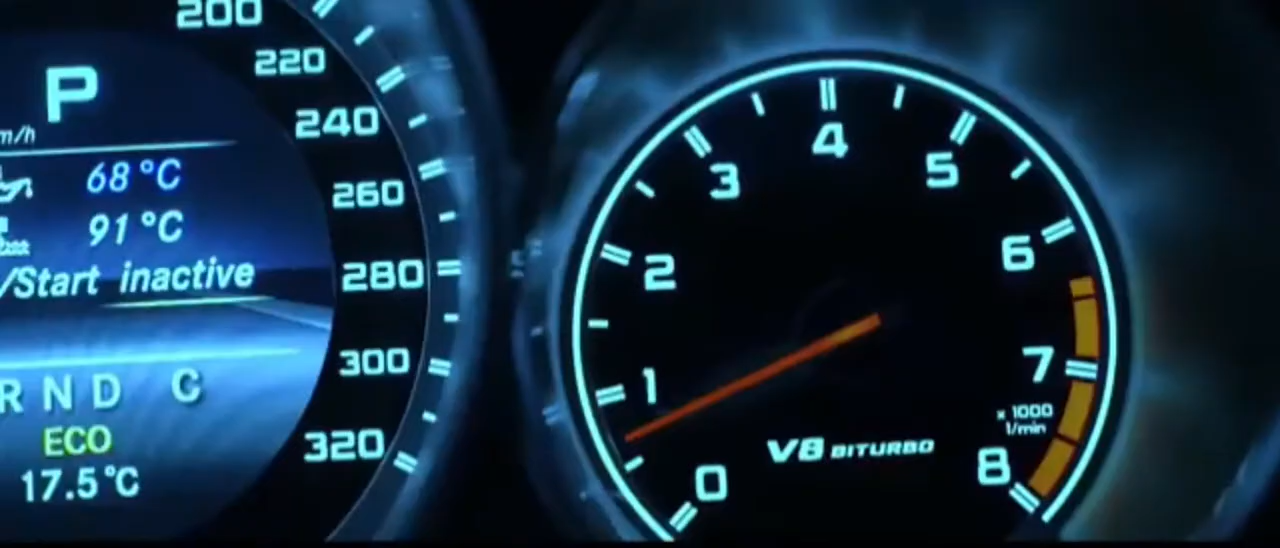 200
220
240
260
280
300
320
P
m/h
68°C
91°C
/Start inactive
R N D C
ECO
17.5°C
0
1
2
3
4
5
6
7
8
x 1000
1/min
V8 BITURBO